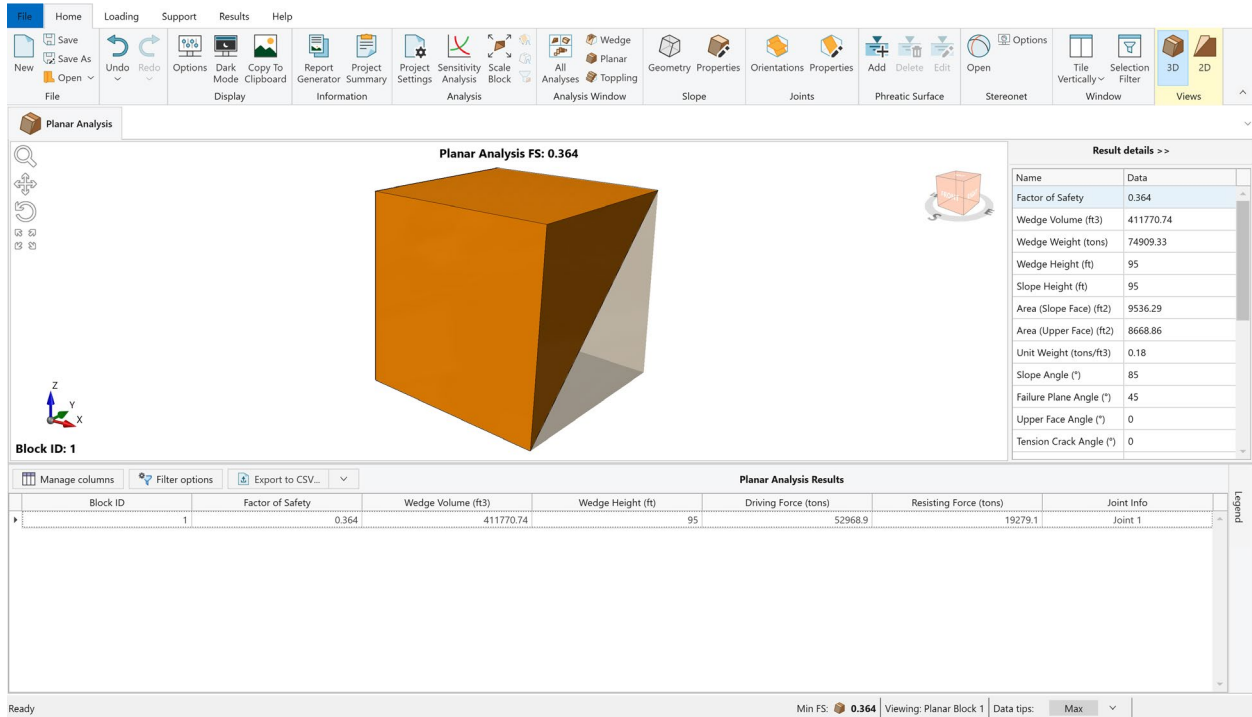 File Home Loading Support Results Help
New Save Save As Open Undo Redo Options Dark Mode Copy To Clipboard Report Generator Project Summary Project Settings Sensitivity Analysis Scale Block All Analyses Wedge Planar Toppling Geometry Properties Orientations Properties Add Delete Edit Open Options Tile Vertically Selection Filter 3D 2D
File Display Information Analysis Analysis Window Slope Joints Phreatic Surface Stereonet Window Views
Planar Analysis
Planar Analysis FS: 0.364
Z
Y
X
Block ID: 1
S
E
Result details >>
Name Data
Factor of Safety 0.364
Wedge Volume (ft3) 411770.74
Wedge Weight (tons) 74909.33
Wedge Height (ft) 95
Slope Height (ft) 95
Area (Slope Face) (ft2) 9536.29
Area (Upper Face) (ft2) 8668.86
Unit Weight (tons/ft3) 0.18
Slope Angle (°) 85
Failure Plane Angle (°) 45
Upper Face Angle (°) 0
Tension Crack Angle (°) 0
Manage columns Filter options Export to CSV... Planar Analysis Results
Block ID Factor of Safety Wedge Volume (ft3) Wedge Height (ft) Driving Force (tons) Resisting Force (tons) Joint Info
1 0.364 411770.74 95 52968.9 19279.1 Joint 1
Legend
Ready Min FS: 0.364 Viewing: Planar Block 1 Data tips: Max